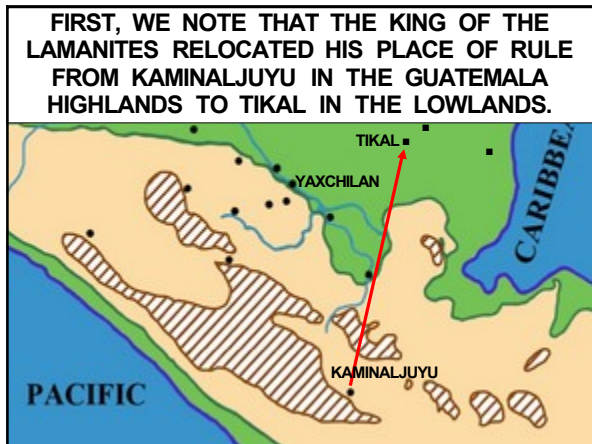 FIRST, WE NOTE THAT THE KING OF THE
LAMANITES RELOCATED HIS PLACE OF RULE
FROM KAMINALJUYU IN THE GUATEMALA
HIGHLANDS TO TIKAL IN THE LOWLANDS.
TIKAL
YAXCHILAN
CARIBBEA
KAMINALJUYU
PACIFIC